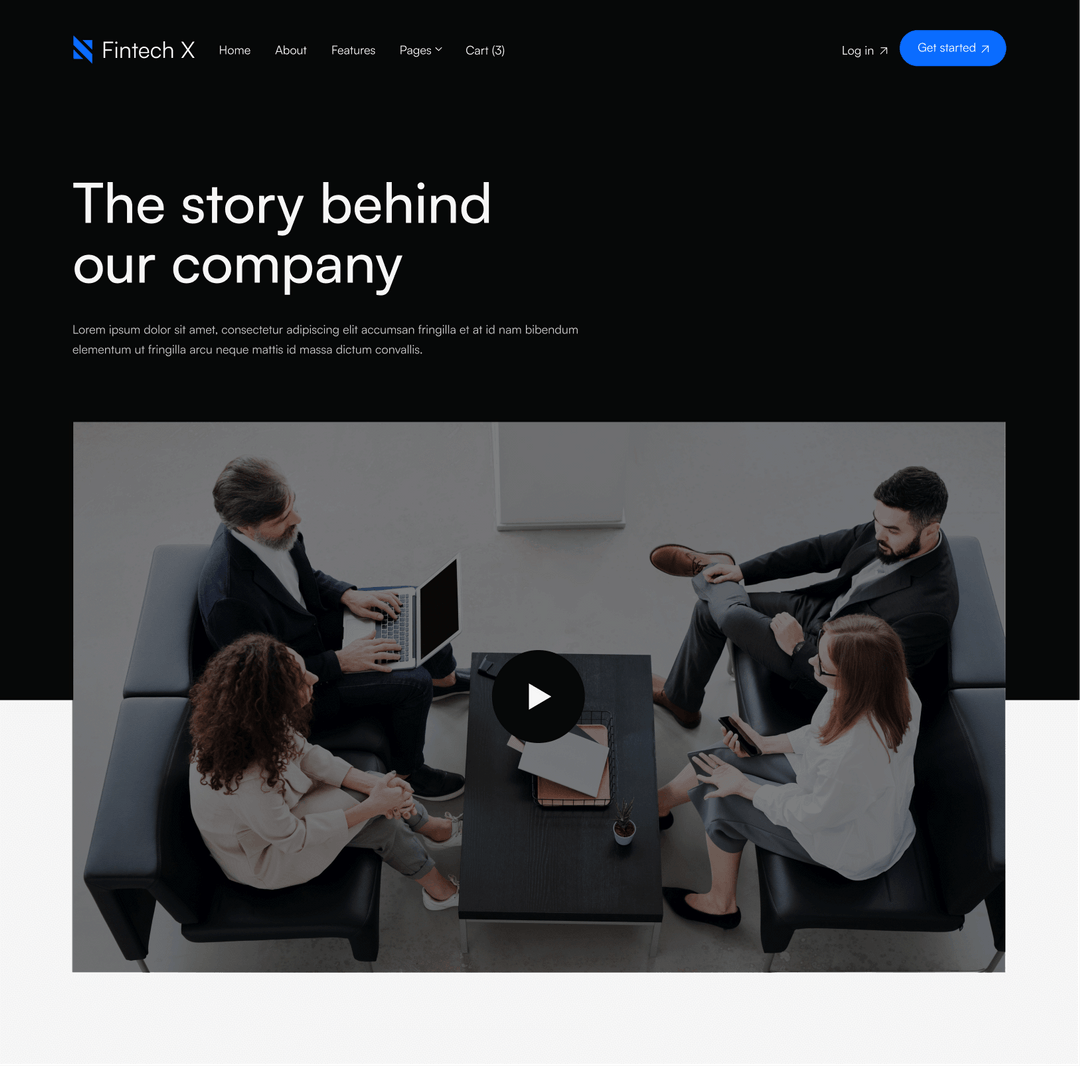 Fintech X
Home About Features Pages Cart (3)
Log in Get started
The story behind
our company
Lorem ipsum dolor sit amet, consectetur adipiscing elit accumsan fringilla et at id nam bibendum
elementum ut fringilla arcu neque mattis id massa dictum convallis.